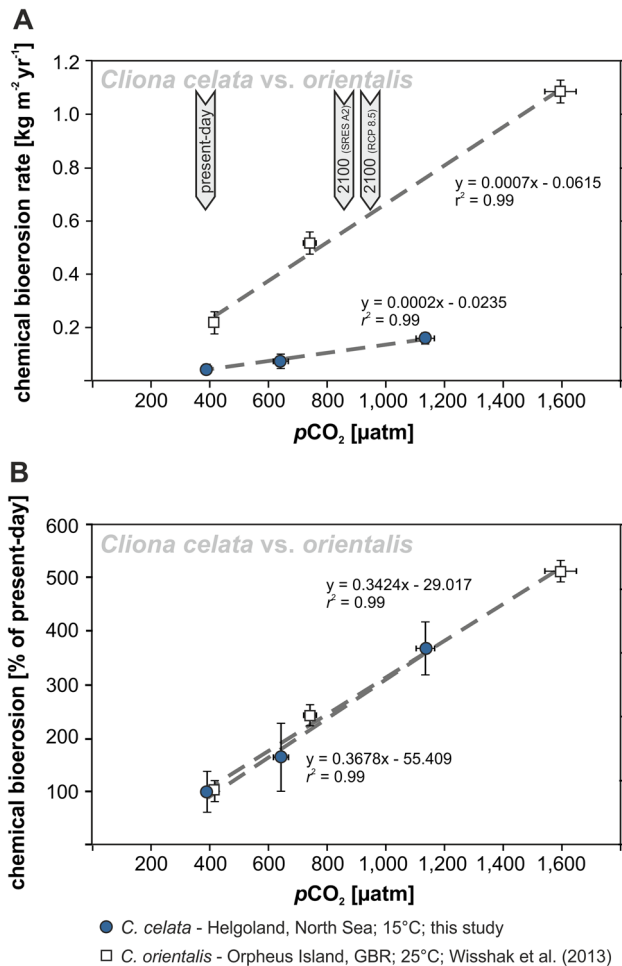 A
Cliona celata vs. orientalis
chemical bioerosion rate [kg m⁻² yr⁻¹]
1.2
1.0
0.8
0.6
0.4
0.2
present-day
2100 (SRES A2)
2100 (RCP 8.5)
y = 0.0007x - 0.0615
r² = 0.99
y = 0.0002x - 0.0235
r² = 0.99
200 400 600 800 1,000 1,200 1,400 1,600
pCO₂ [µatm]
B
Cliona celata vs. orientalis
chemical bioerosion [% of present-day]
600
500
400
300
200
100
y = 0.3424x - 29.017
r² = 0.99
y = 0.3678x - 55.409
r² = 0.99
200 400 600 800 1,000 1,200 1,400 1,600
pCO₂ [µatm]
C. celata - Helgoland, North Sea; 15°C; this study
C. orientalis - Orpheus Island, GBR; 25°C; Wisshak et al. (2013)